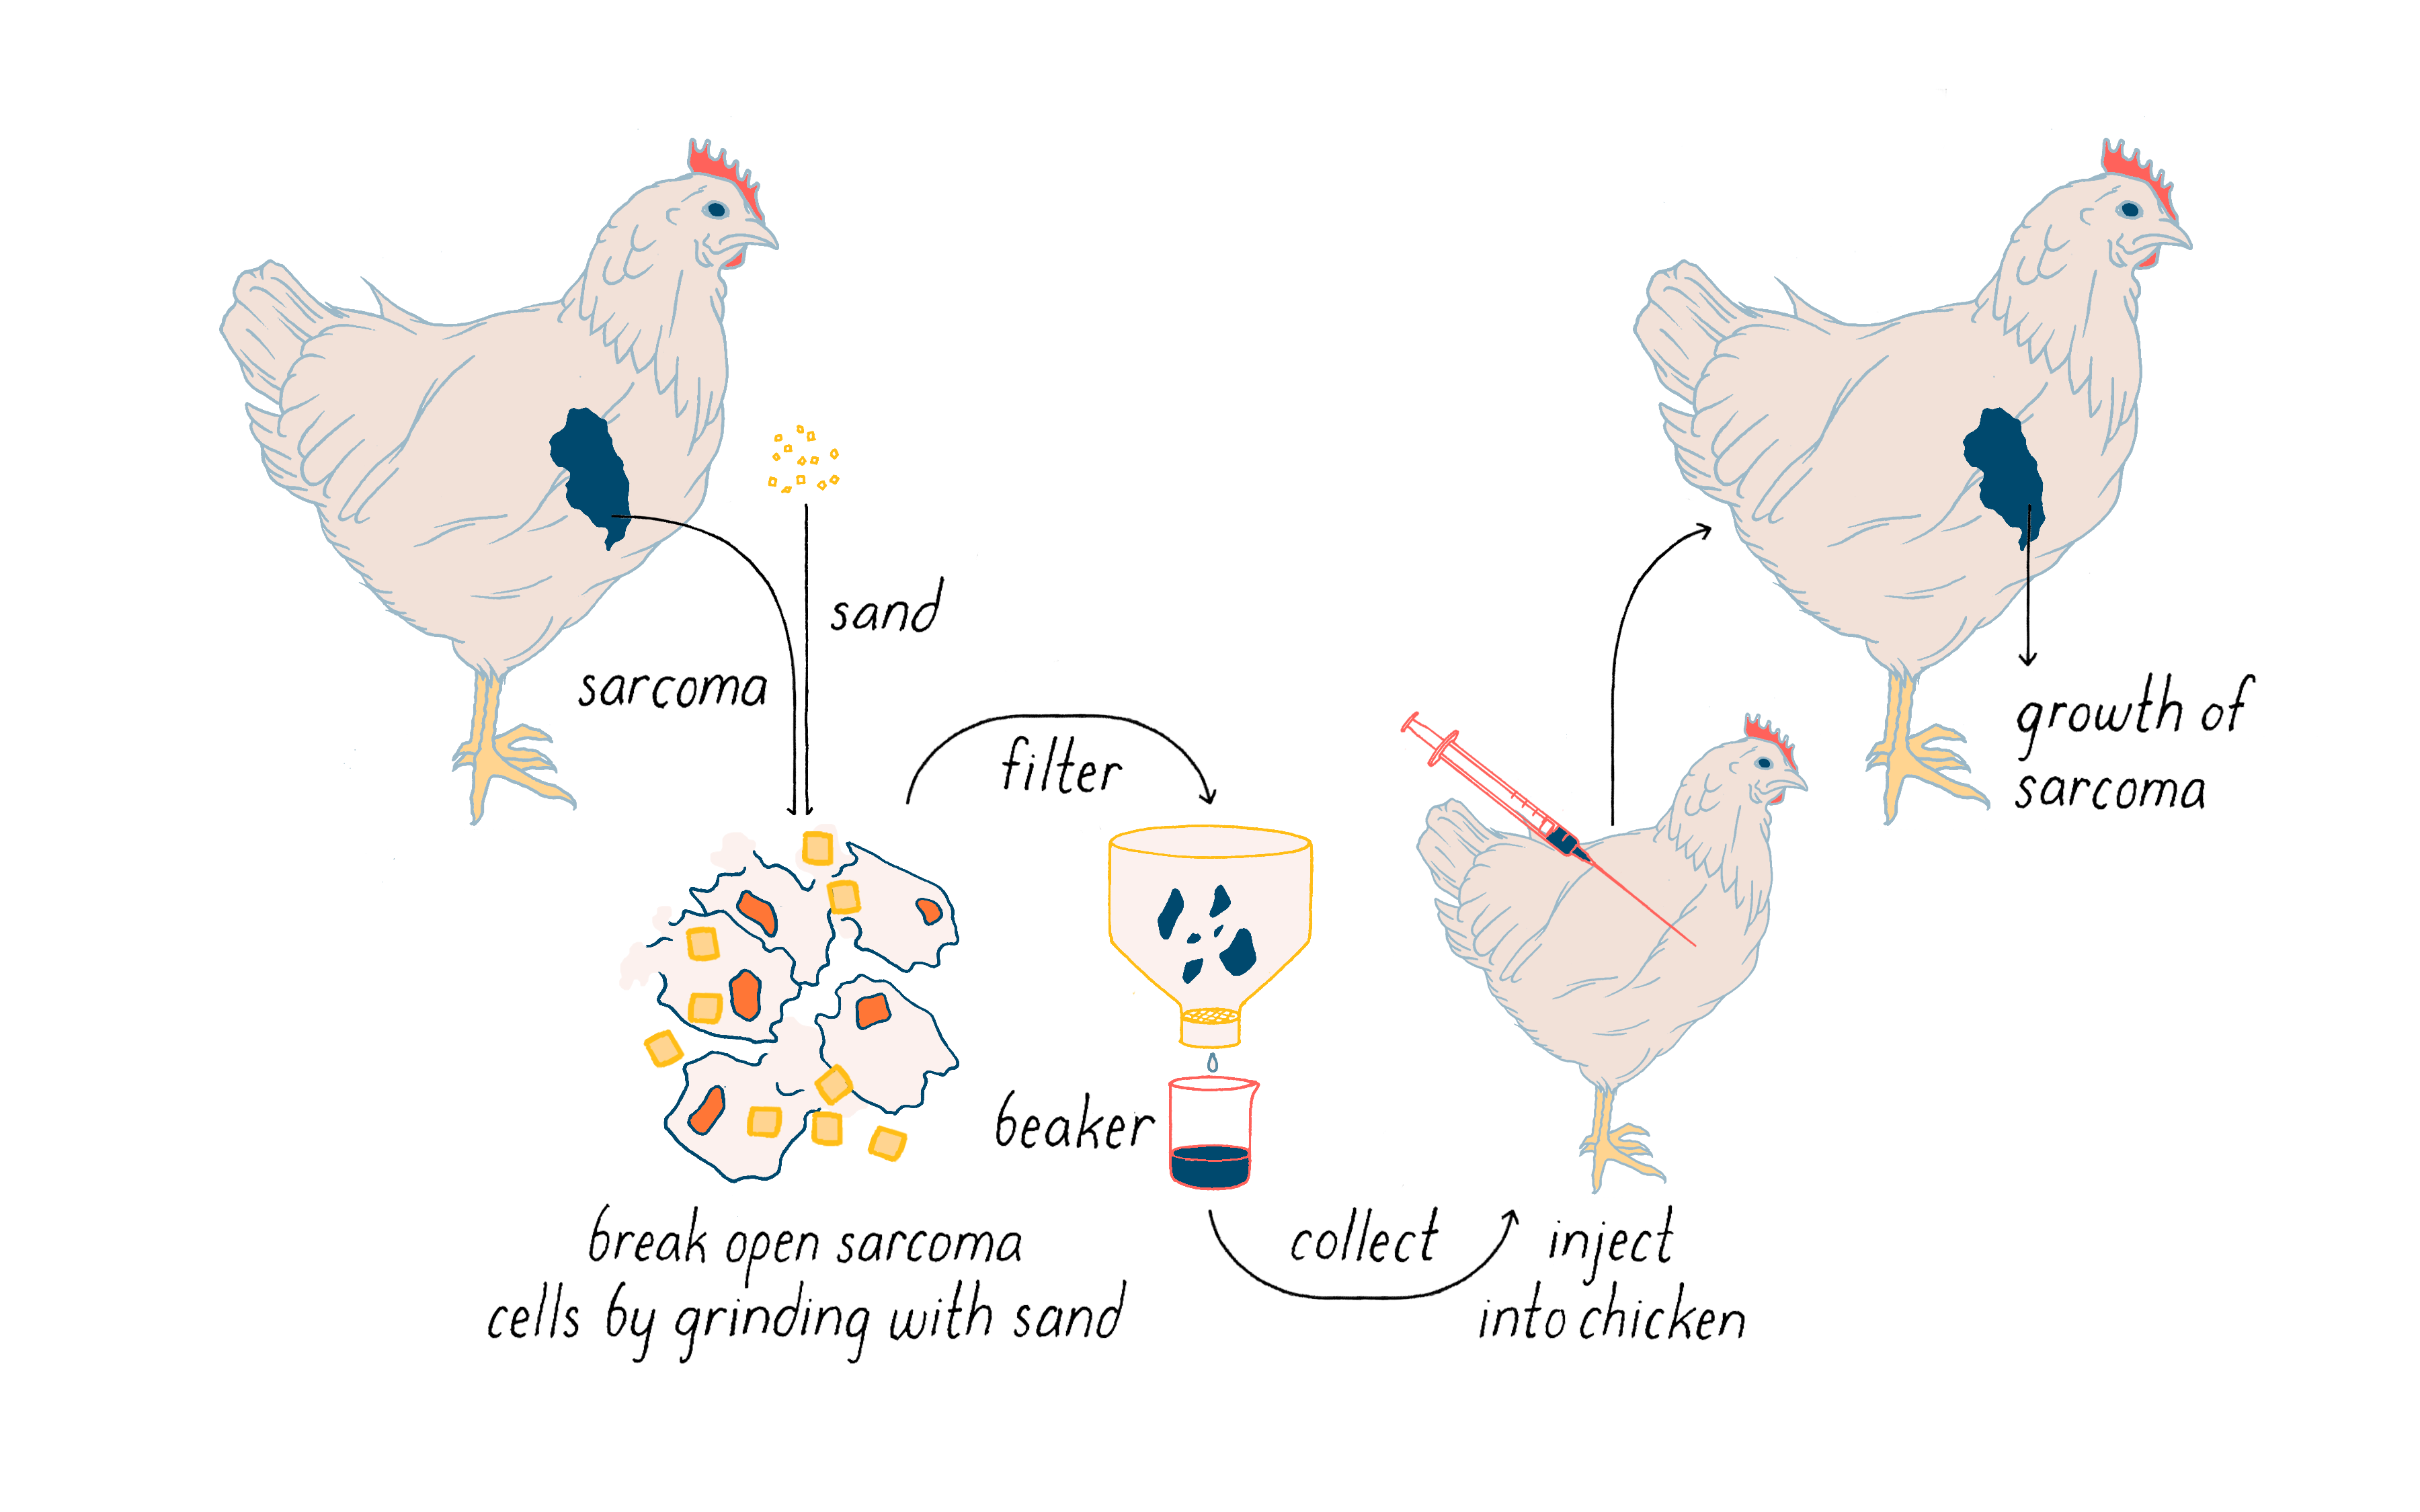 sand
sarcoma
filter
beaker
break open sarcoma
cells by grinding with sand
collect
inject
into chicken
growth of
sarcoma